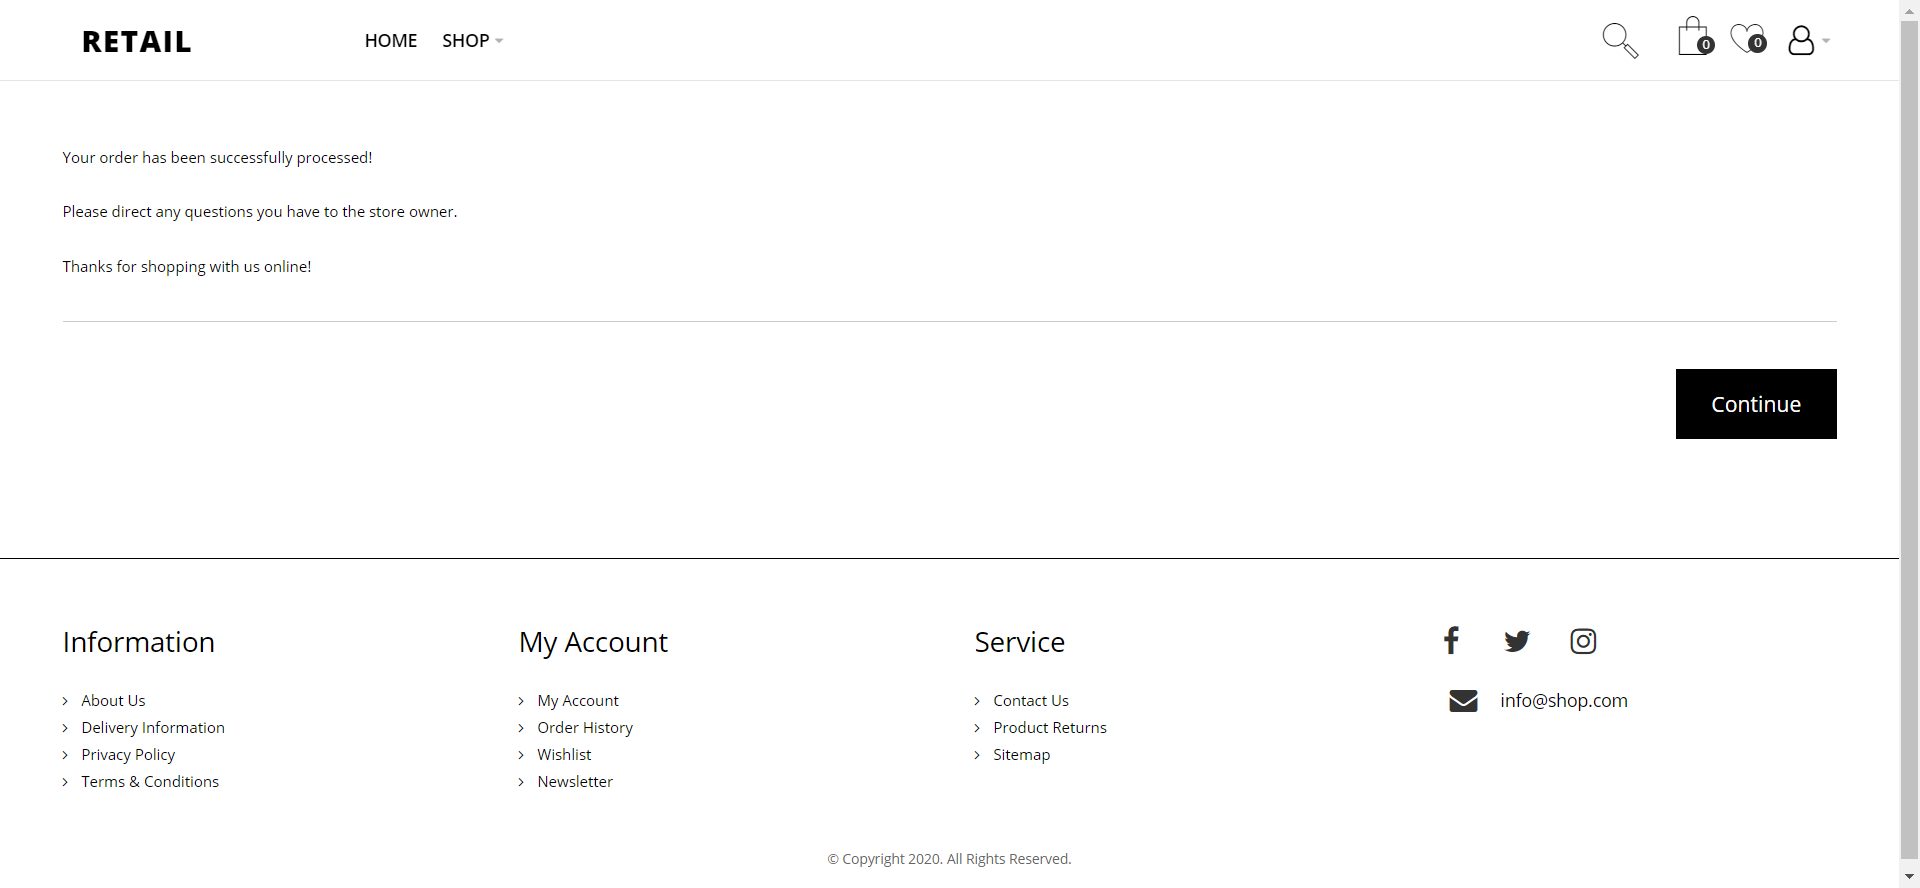 RETAIL
HOME SHOP
0 0
Your order has been successfully processed!
Please direct any questions you have to the store owner.
Thanks for shopping with us online!
Continue
Information
About Us
Delivery Information
Privacy Policy
Terms & Conditions
My Account
My Account
Order History
Wishlist
Newsletter
Service
Contact Us
Product Returns
Sitemap
info@shop.com
© Copyright 2020. All Rights Reserved.